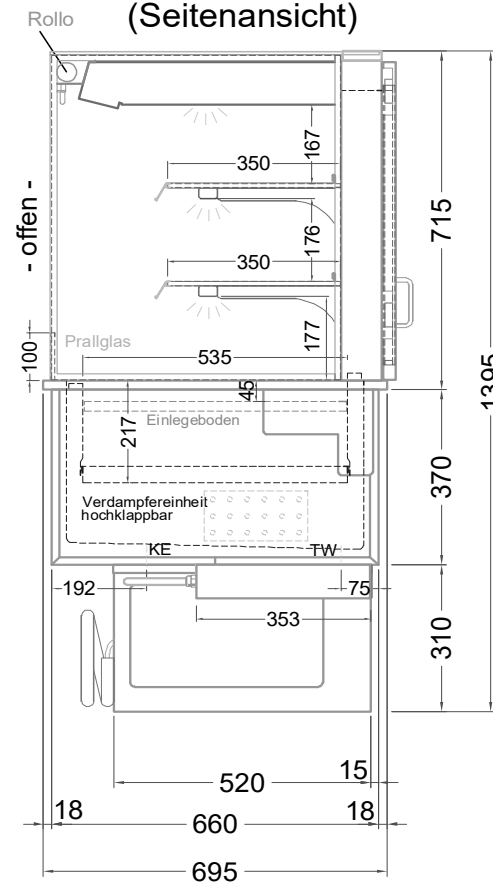 (Seitenansicht)
Rollo
167
350
- offen -
176
715
350
177
Prallglas
100
535
1395
45
Einlegeboden
217
370
Verdampfereinheit
hochklappbar
KE
TW
192
75
353
310
520
15
18
660
18
695